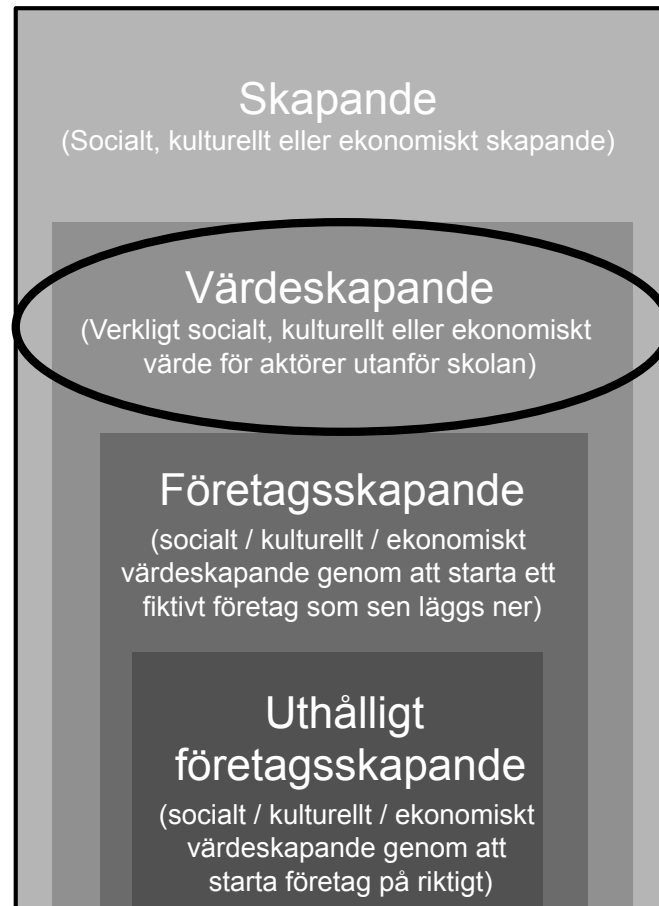 Skapande
(Socialt, kulturellt eller ekonomiskt skapande)
Värdeskapande
(Verkligt socialt, kulturellt eller ekonomiskt
värde för aktörer utanför skolan)
Företagsskapande
(socialt / kulturellt / ekonomiskt
värdeskapande genom att starta ett
fiktivt företag som sen läggs ner)
Uthålligt
företagsskapande
(socialt / kulturellt / ekonomiskt
värdeskapande genom att
starta företag på riktigt)